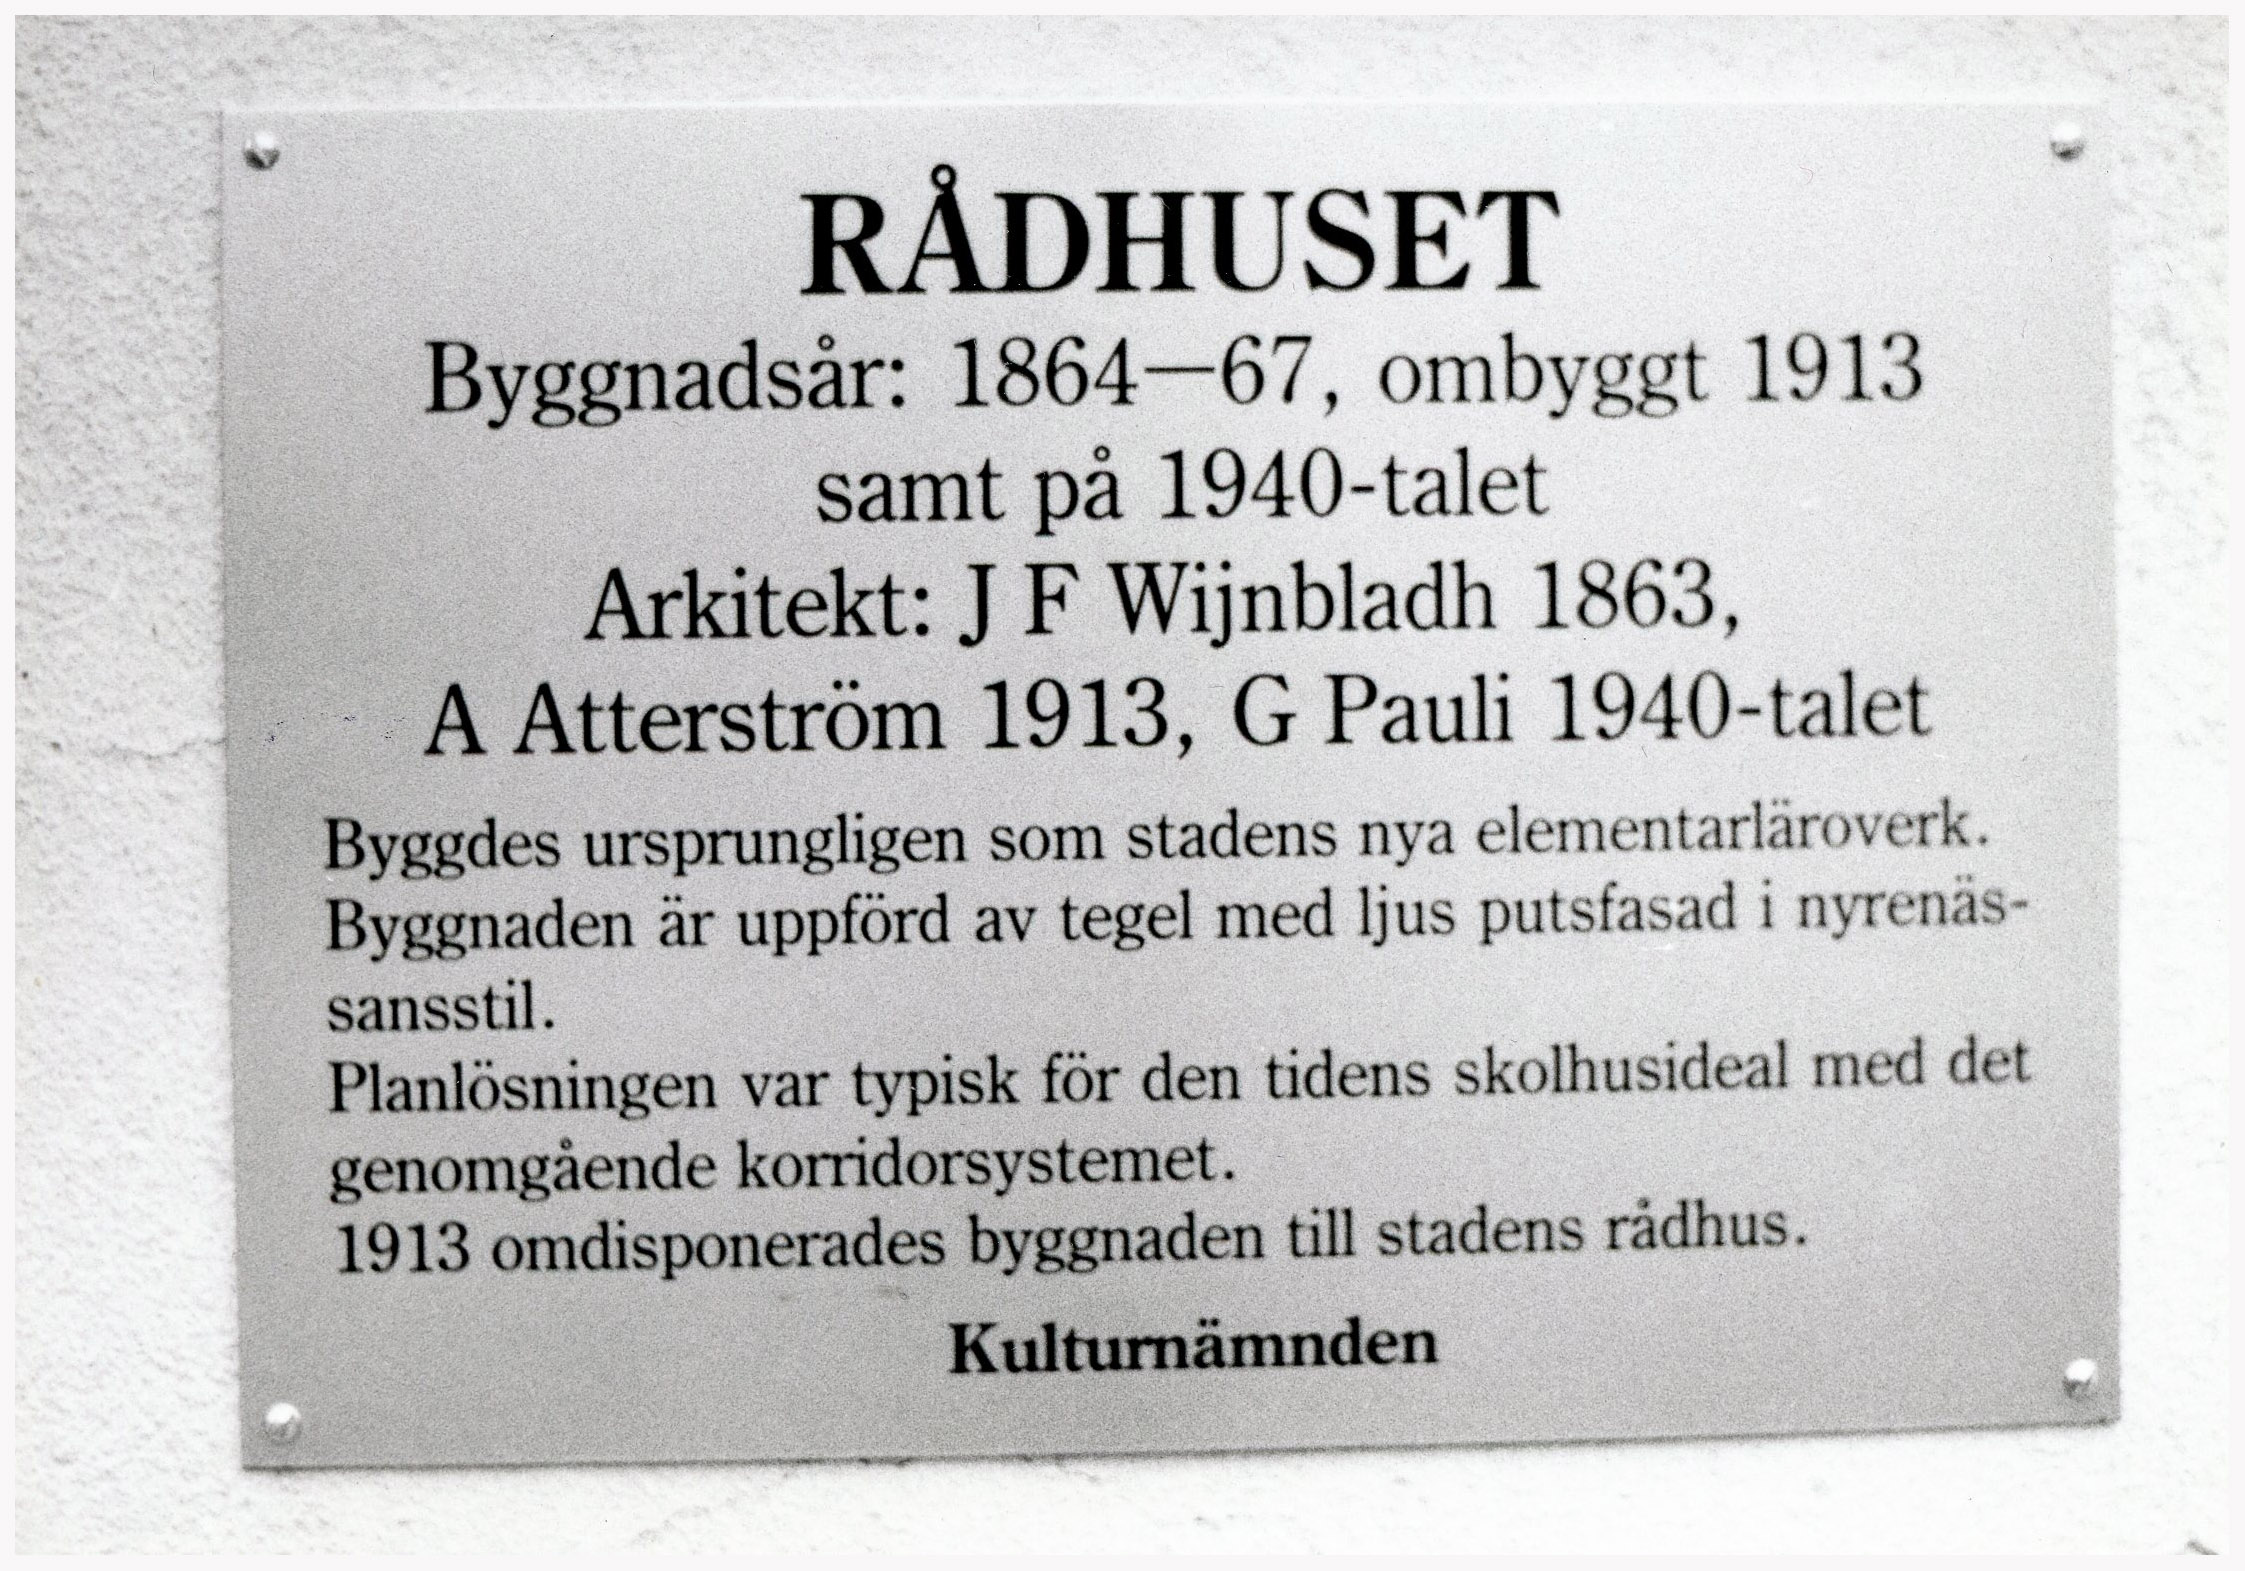 RÅDHUSET
Byggnadsår: 1864—67, ombyggt 1913
samt på 1940-talet
Arkitekt: J F Wijnbladh 1863,
A Atterström 1913, G Pauli 1940-talet
Byggdes ursprungligen som stadens nya elementarläroverk.
Byggnaden är uppförd av tegel med ljus putsfasad i nyrenäs-
sansstil.
Planlösningen var typisk för den tidens skolhusideal med det
genomgående korridorsystemet.
1913 omdisponerades byggnaden till stadens rådhus.
Kulturnämnden